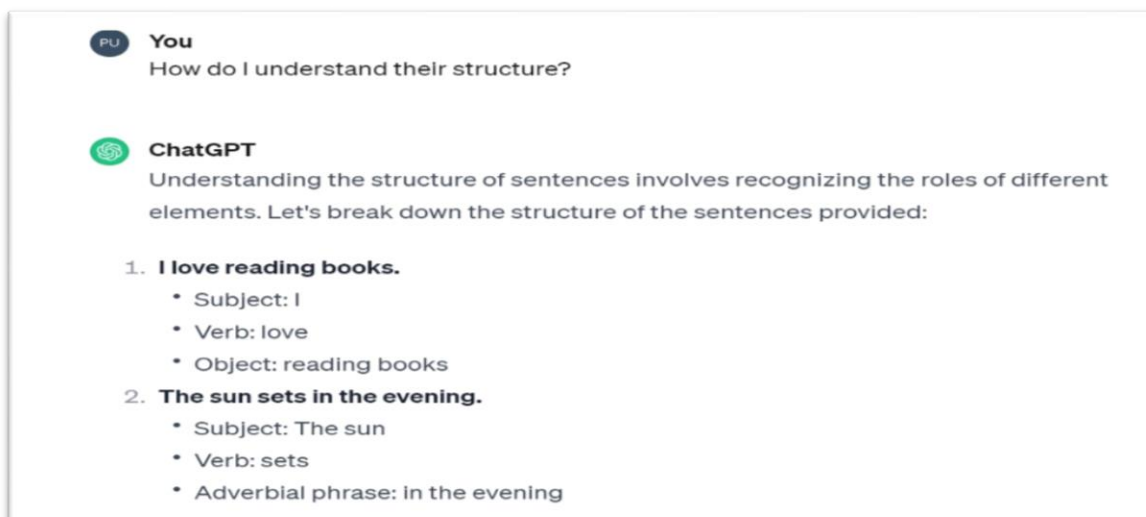 PU You
How do I understand their structure?
ChatGPT
Understanding the structure of sentences involves recognizing the roles of different
elements. Let's break down the structure of the sentences provided:
1. I love reading books.
• Subject: I
• Verb: love
• Object: reading books
2. The sun sets in the evening.
• Subject: The sun
• Verb: sets
• Adverbial phrase: in the evening